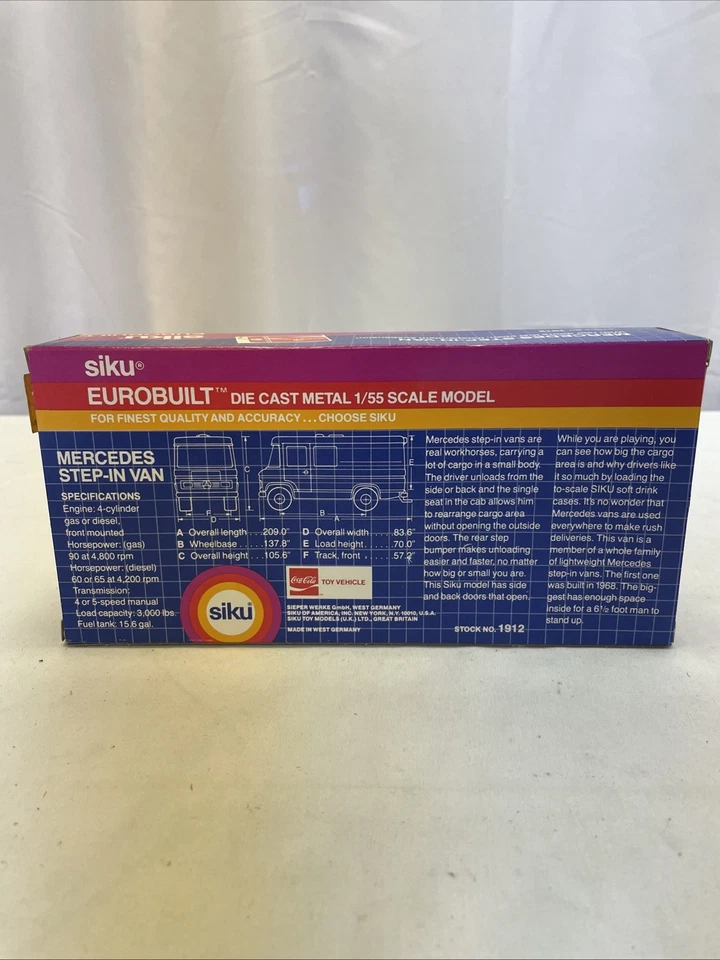 siku®
EUROBUILT™ DIE CAST METAL 1/55 SCALE MODEL
FOR FINEST QUALITY AND ACCURACY...CHOOSE SIKU
MERCEDES
STEP-IN VAN
SPECIFICATIONS
Engine: 4-cylinder
gas or diesel,
front mounted
Horsepower: (gas)
90 at 4,800 rpm
Horsepower: (diesel)
60 or 65 at 4,200 rpm
Transmission:
4 or 5-speed manual
Load capacity: 3,000 lbs.
Fuel tank: 15.6 gal.
C
F
D
E
B
A
A Overall length ....209.0"
B Wheelbase ....137.8"
C Overall height ....105.6"
D Overall width ....83.6"
E Load height ....70.0"
F Track, front ....57.2"
Coca-Cola
TOY VEHICLE
siku
SIEPER WERKE GmbH, WEST GERMANY
SIKU OF AMERICA, INC. NEW YORK, N.Y. 10010, U.S.A.
SIKU TOY MODELS (U.K.) LTD., GREAT BRITAIN
MADE IN WEST GERMANY
STOCK NO. 1912
Mercedes step-in vans are
real workhorses, carrying a
lot of cargo in a small body.
The driver unloads from the
side or back and the single
seat in the cab allows him
to rearrange cargo area
without opening the outside
doors. The rear step
bumper makes unloading
easier and faster, no matter
how big or small you are.
This Siku model has side
and back doors that open.
While you are playing, you
can see how big the cargo
area is and why drivers like
it so much by loading the
to-scale SIKU soft drink
cases. It's no wonder that
Mercedes vans are used
everywhere to make rush
deliveries. This van is a
member of a whole family
of lightweight Mercedes
step-in vans. The first one
was built in 1968. The big-
gest has enough space
inside for a 6½ foot man to
stand up.